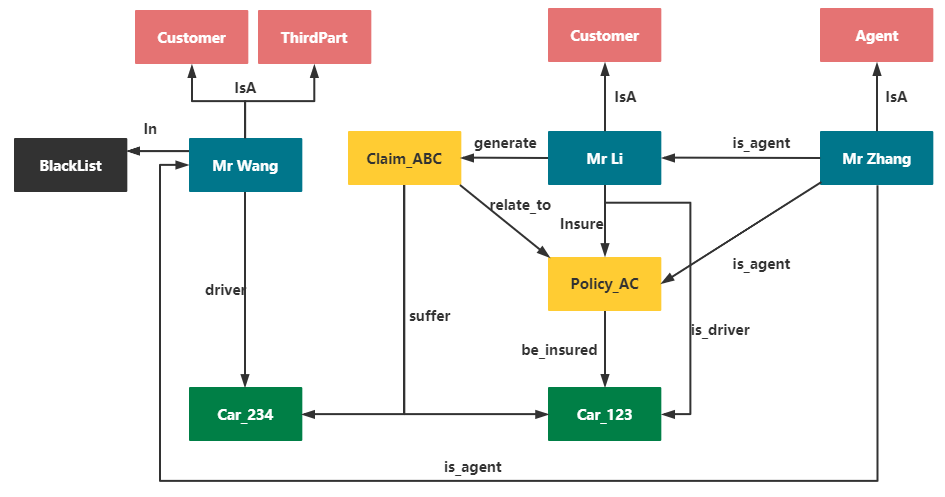 Customer
ThirdPart
Customer
Agent
IsA
IsA
IsA
In
generate
is_agent
BlackList
Mr Wang
Claim_ABC
Mr Li
Mr Zhang
relate_to
Insure
is_agent
Policy_AC
driver
suffer
is_driver
be_insured
Car_234
Car_123
is_agent